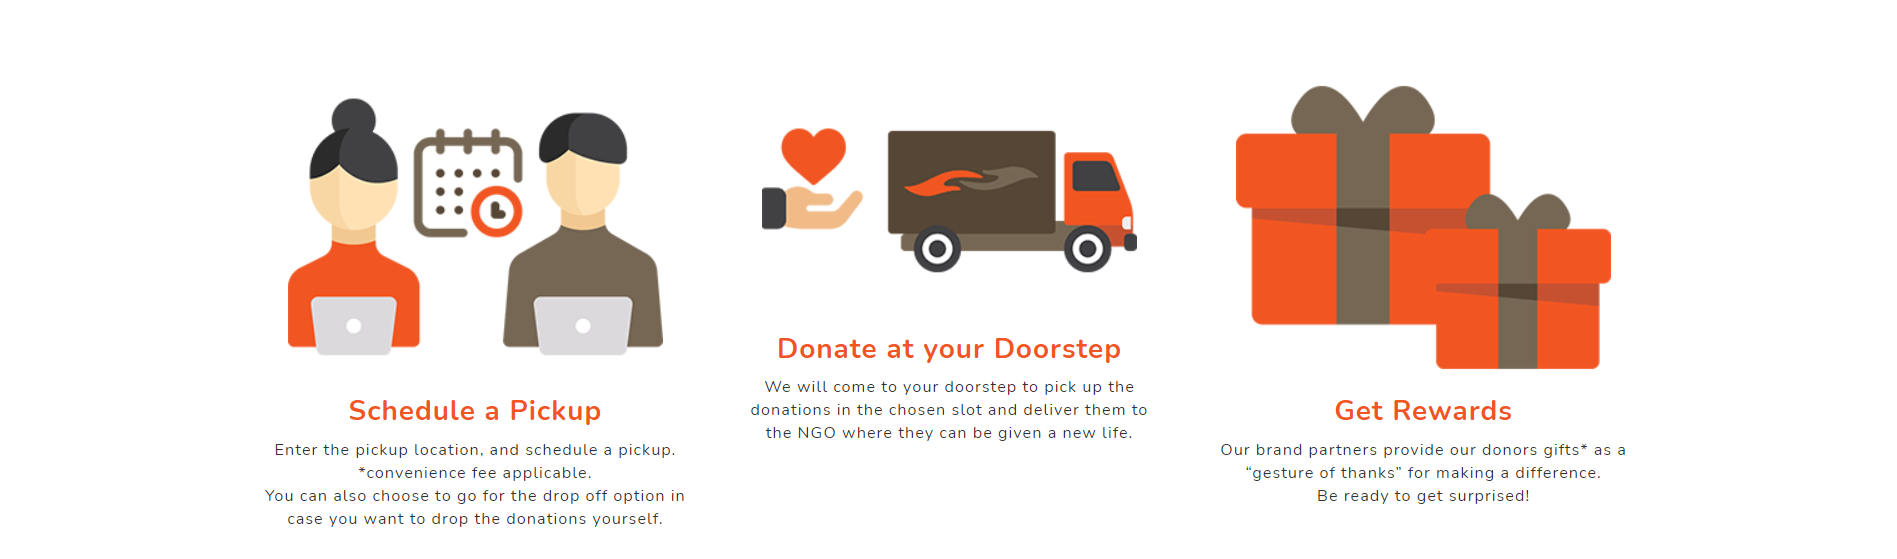 Schedule a Pickup
Enter the pickup location, and schedule a pickup.
*convenience fee applicable.
You can also choose to go for the drop off option in
case you want to drop the donations yourself.
Donate at your Doorstep
We will come to your doorstep to pick up the
donations in the chosen slot and deliver them to
the NGO where they can be given a new life.
Get Rewards
Our brand partners provide our donors gifts* as a
“gesture of thanks” for making a difference.
Be ready to get surprised!